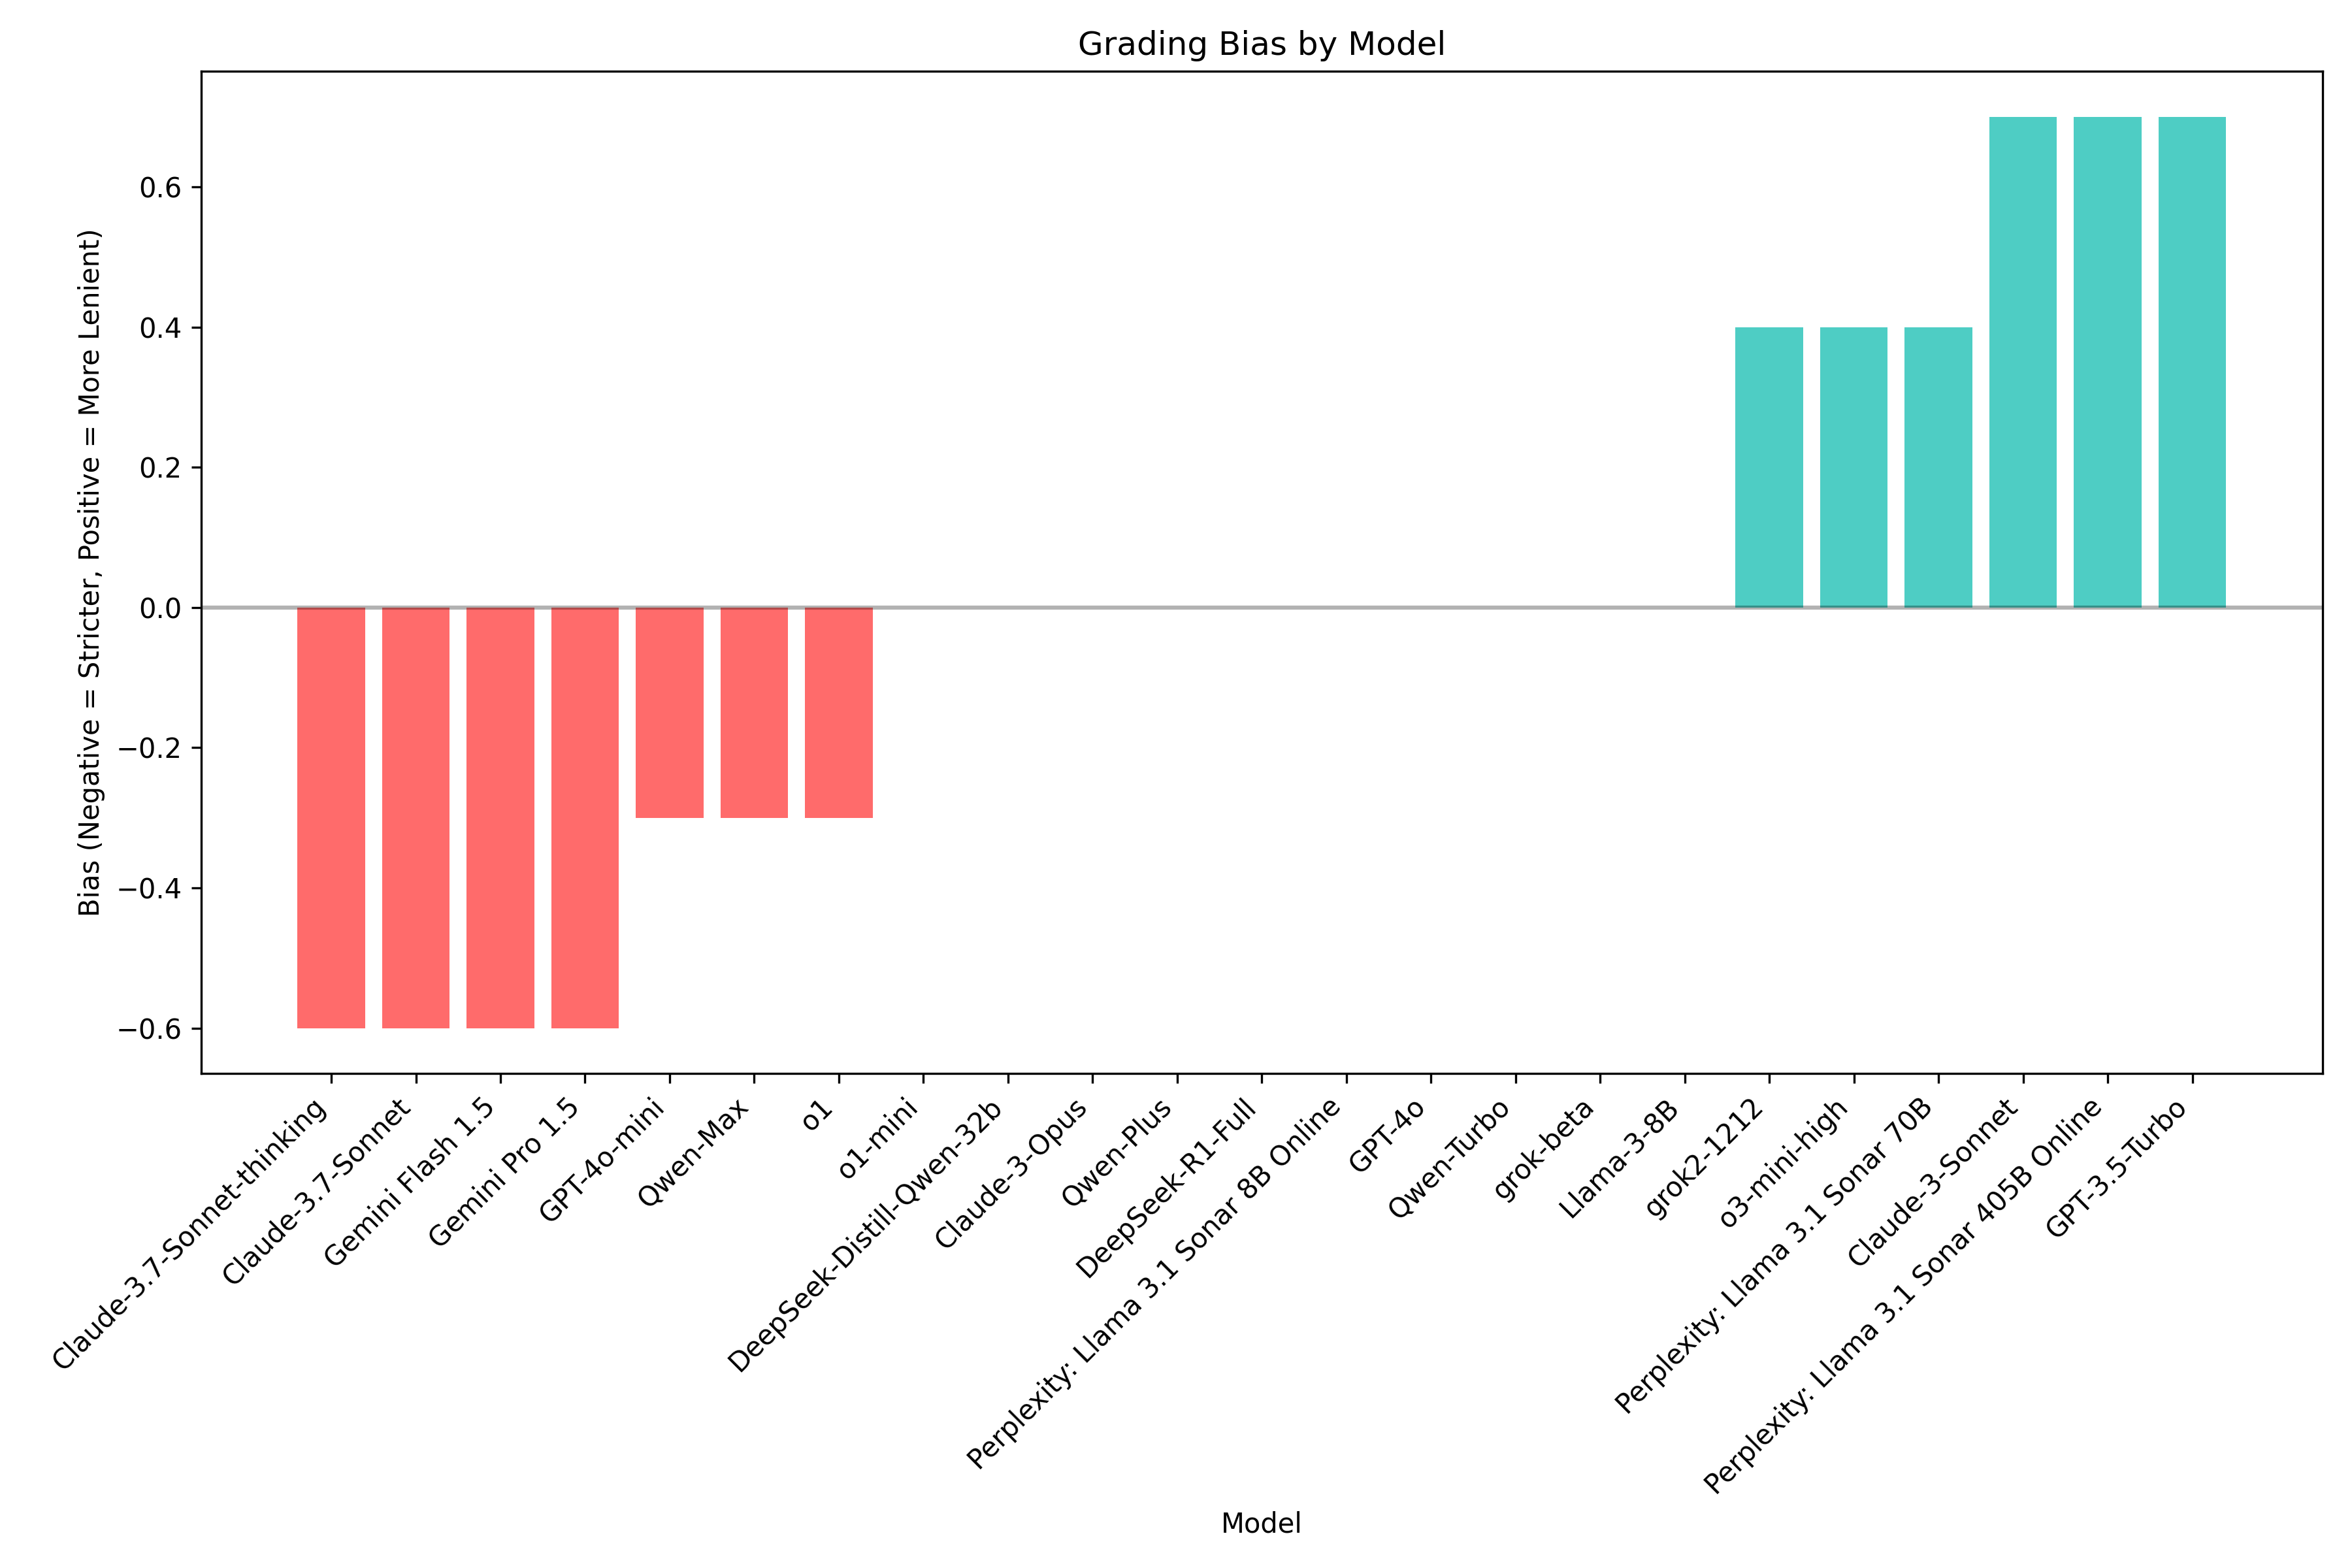 Grading Bias by Model
Bias (Negative = Stricter, Positive = More Lenient)
0.6
0.4
0.2
0.0
−0.2
−0.4
−0.6
Claude-3.7-Sonnet-thinking
Claude-3.7-Sonnet
Gemini Flash 1.5
Gemini Pro 1.5
GPT-4o-mini
Qwen-Max
o1
o1-mini
DeepSeek-Distill-Qwen-32b
Claude-3-Opus
Qwen-Plus
DeepSeek-R1-Full
Perplexity: Llama 3.1 Sonar 8B Online
GPT-4o
Qwen-Turbo
grok-beta
Llama-3-8B
grok2-1212
o3-mini-high
Perplexity: Llama 3.1 Sonar 70B
Claude-3-Sonnet
Perplexity: Llama 3.1 Sonar 405B Online
GPT-3.5-Turbo
Model